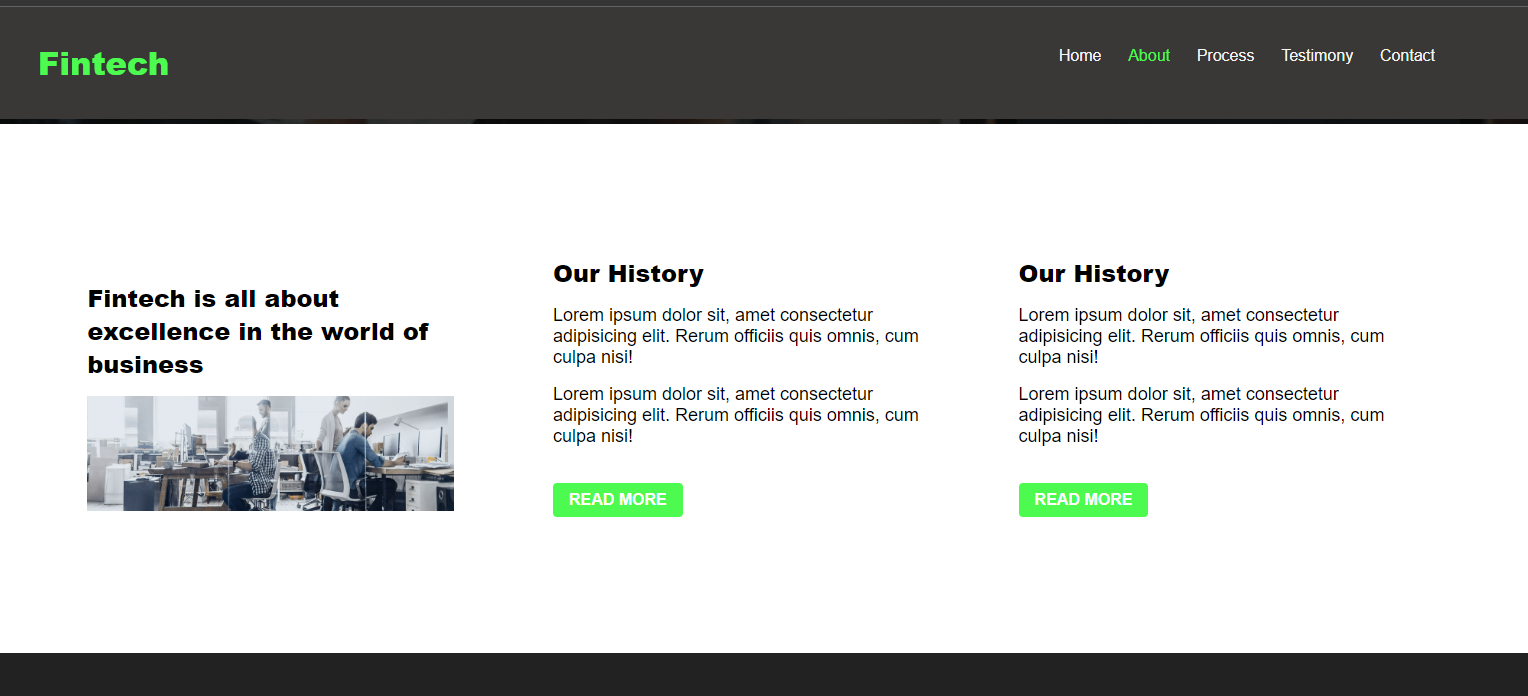 Fintech
Home About Process Testimony Contact
Fintech is all about
excellence in the world of
business
Our History
Lorem ipsum dolor sit, amet consectetur
adipisicing elit. Rerum officiis quis omnis, cum
culpa nisi!
Lorem ipsum dolor sit, amet consectetur
adipisicing elit. Rerum officiis quis omnis, cum
culpa nisi!
READ MORE
Our History
Lorem ipsum dolor sit, amet consectetur
adipisicing elit. Rerum officiis quis omnis, cum
culpa nisi!
Lorem ipsum dolor sit, amet consectetur
adipisicing elit. Rerum officiis quis omnis, cum
culpa nisi!
READ MORE